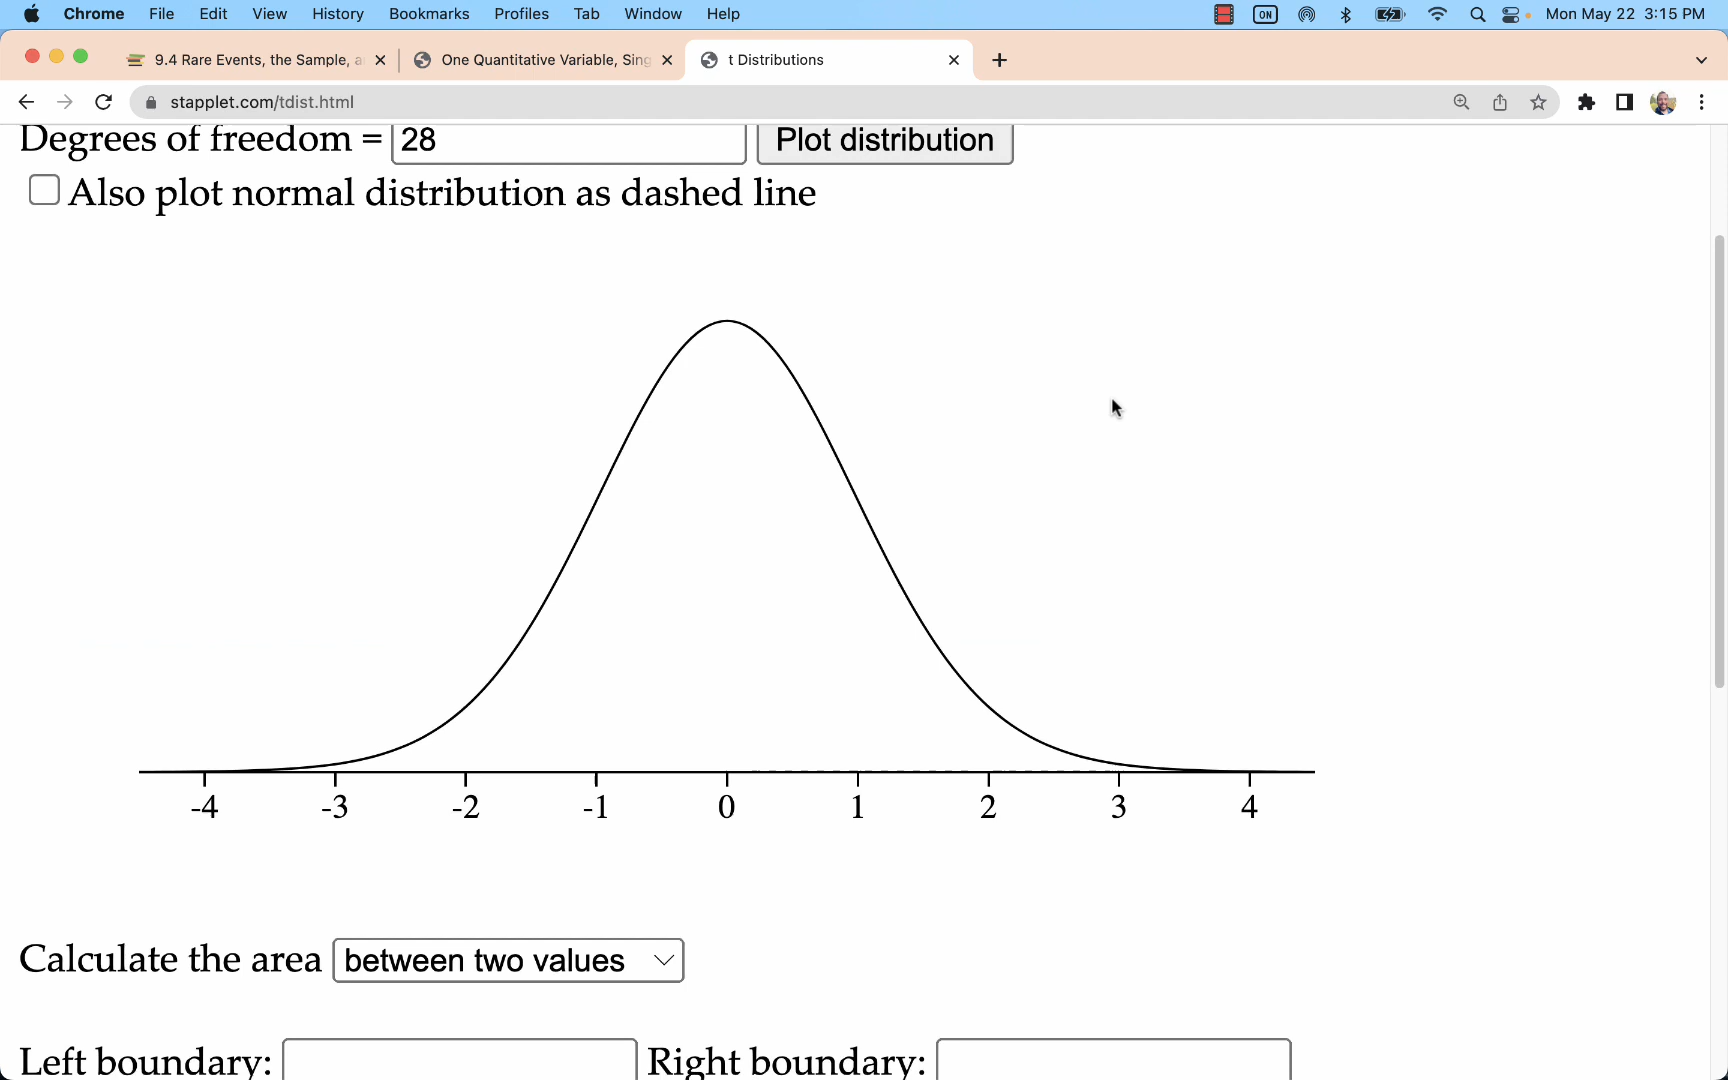 Chrome File Edit View History Bookmarks Profiles Tab Window Help ON Mon May 22 3:15 PM
9.4 Rare Events, the Sample, a One Quantitative Variable, Sing t Distributions
stapplet.com/tdist.html
Degrees of freedom = 28 Plot distribution
Also plot normal distribution as dashed line
-4 -3 -2 -1 0 1 2 3 4
Calculate the area between two values
Left boundary: Right boundary: